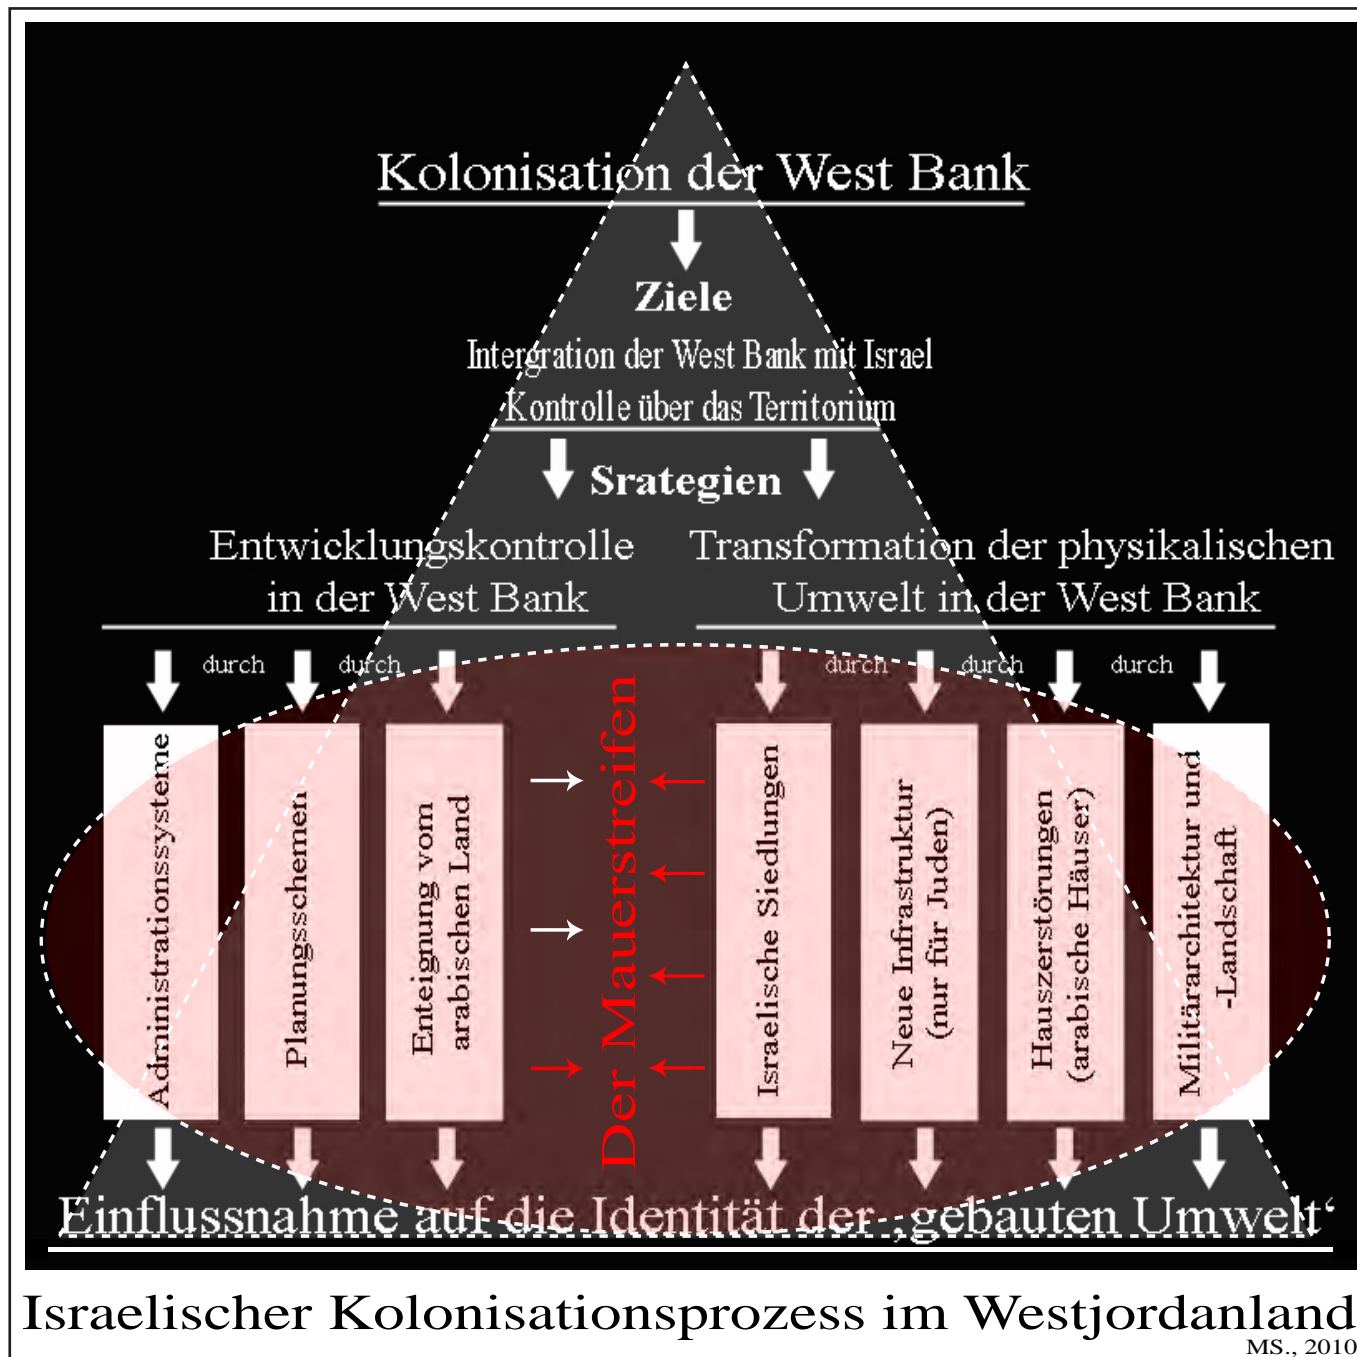 Kolonisation der West Bank
Ziele
Intergration der West Bank mit Israel
Kontrolle über das Territorium
Srategien
Entwicklungskontrolle
in der West Bank
Transformation der physikalischen
Umwelt in der West Bank
durch
durch
durch
durch
durch
Administrationssysteme
Planungsschemen
Enteignung vom
arabischen Land
Der Mauerstreifen
Israelische Siedlungen
Neue Infrastruktur
(nur für Juden)
Hauszerstörungen
(arabische Häuser)
Militärarchitektur und
-Landschaft
Einflussnahme auf die Identität der ‚gebauten Umwelt‘
Israelischer Kolonisationsprozess im Westjordanland
MS., 2010